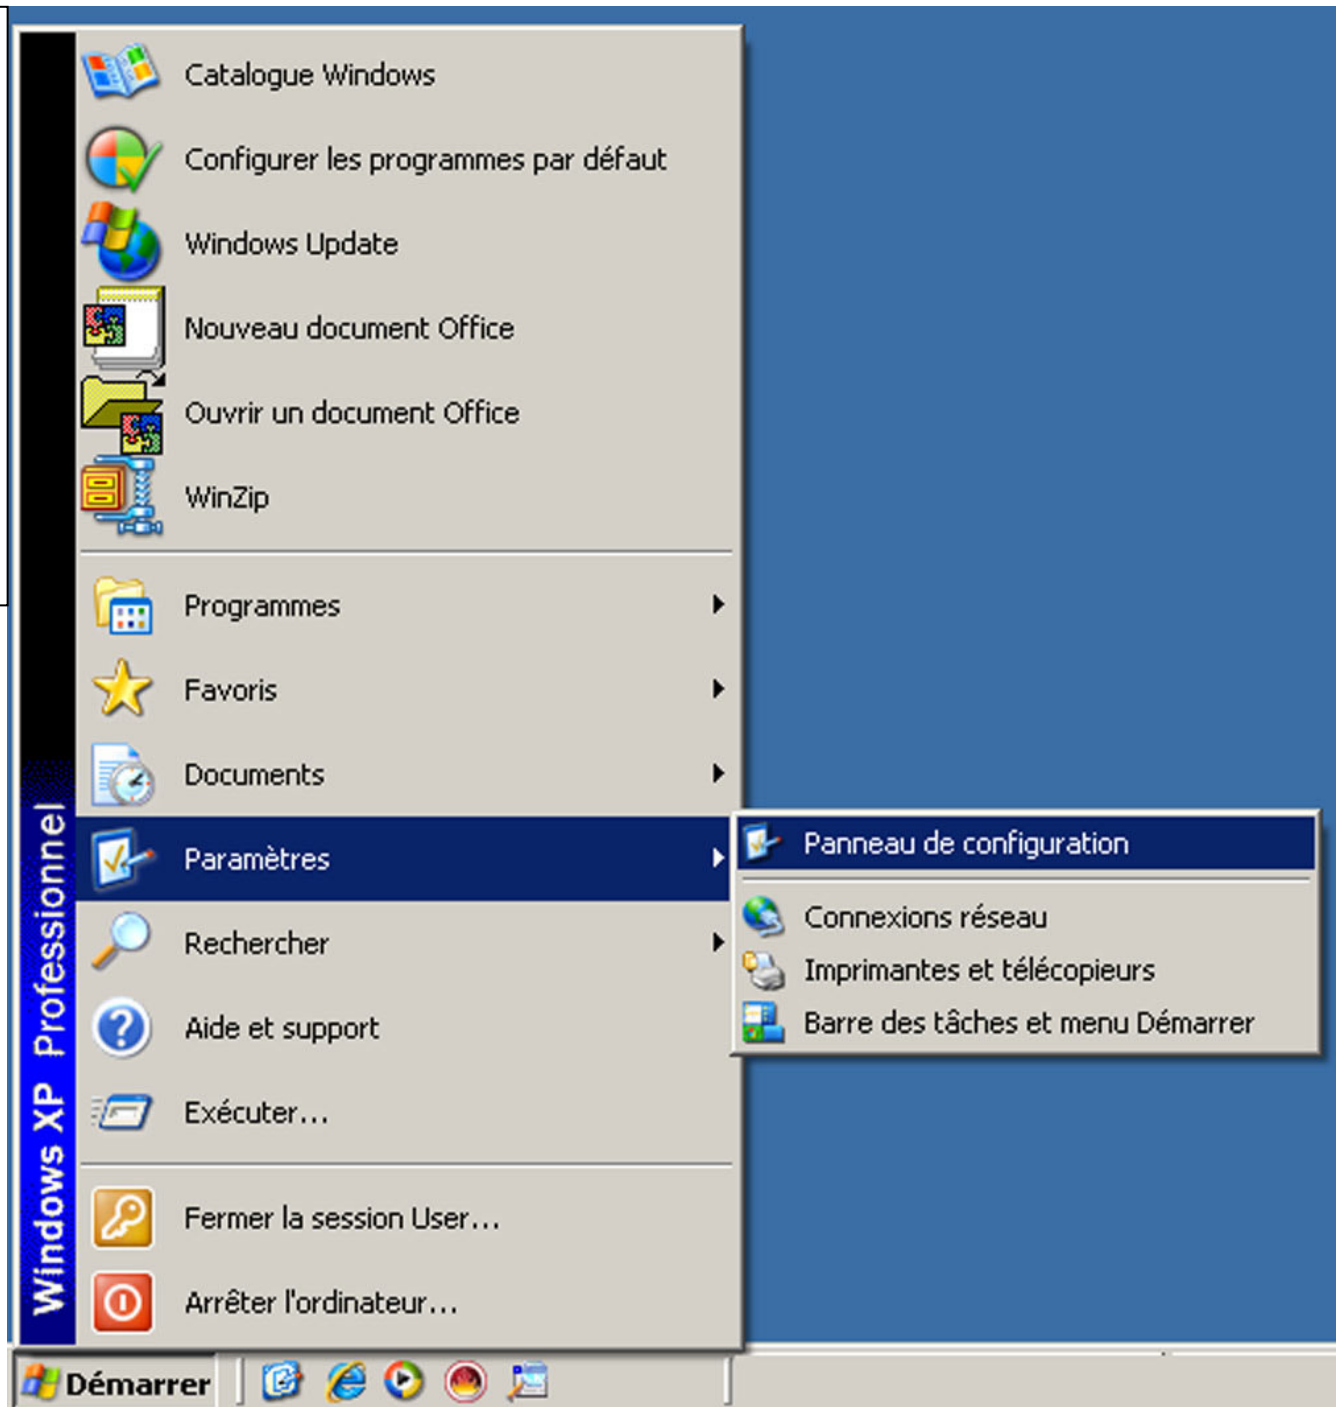 Catalogue Windows
Configurer les programmes par défaut
Windows Update
Nouveau document Office
Ouvrir un document Office
WinZip
Programmes
Favoris
Documents
Paramètres
Rechercher
Aide et support
Exécuter...
Fermer la session User...
Arrêter l'ordinateur...
Windows XP Professionnel
Panneau de configuration
Connexions réseau
Imprimantes et télécopieurs
Barre des tâches et menu Démarrer
Démarrer